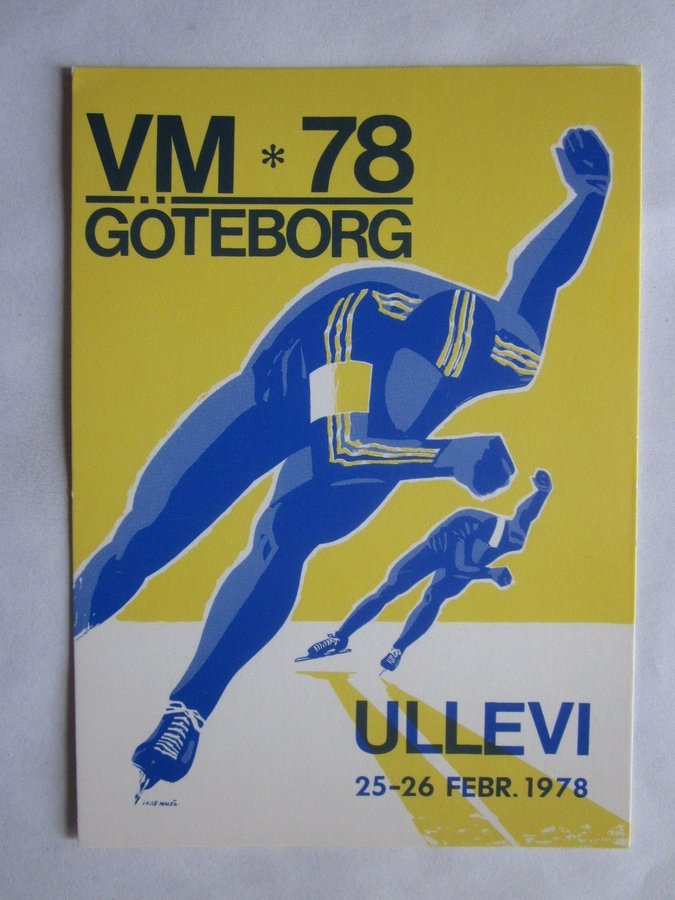 VM * 78
GÖTEBORG
ULLEVI
25-26 FEBR. 1978